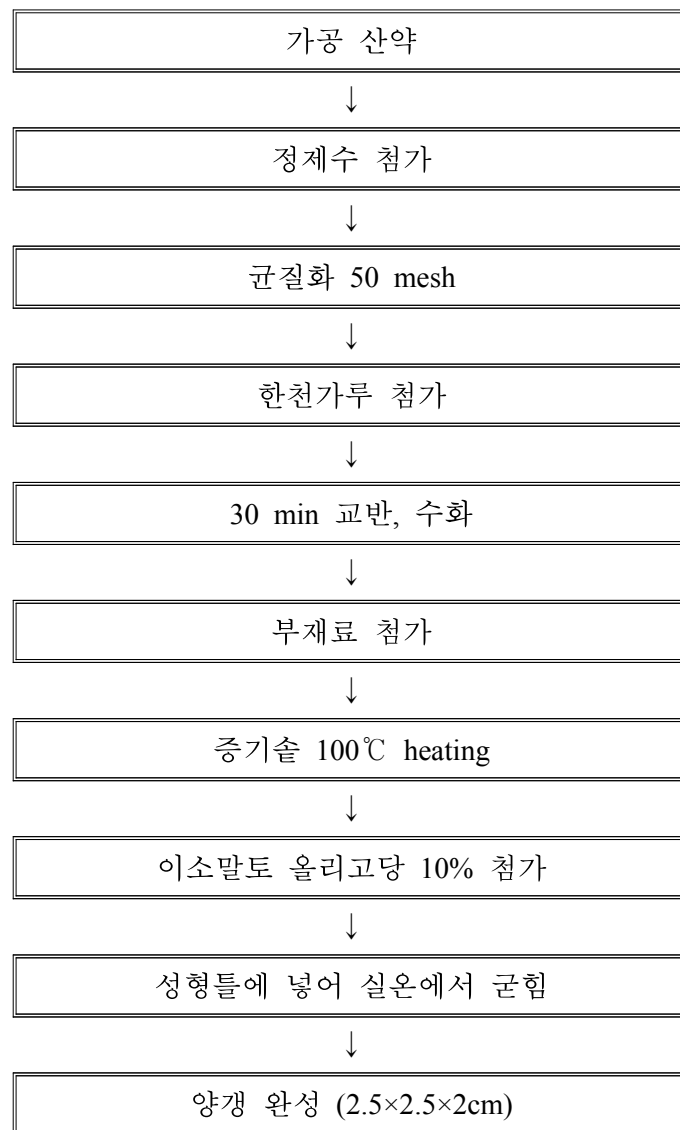 가공 산약
↓
정제수 첨가
↓
균질화 50 mesh
↓
한천가루 첨가
↓
30 min 교반, 수화
↓
부재료 첨가
↓
증기솥 100℃ heating
↓
이소말토 올리고당 10% 첨가
↓
성형틀에 넣어 실온에서 굳힘
↓
양갱 완성 (2.5×2.5×2cm)